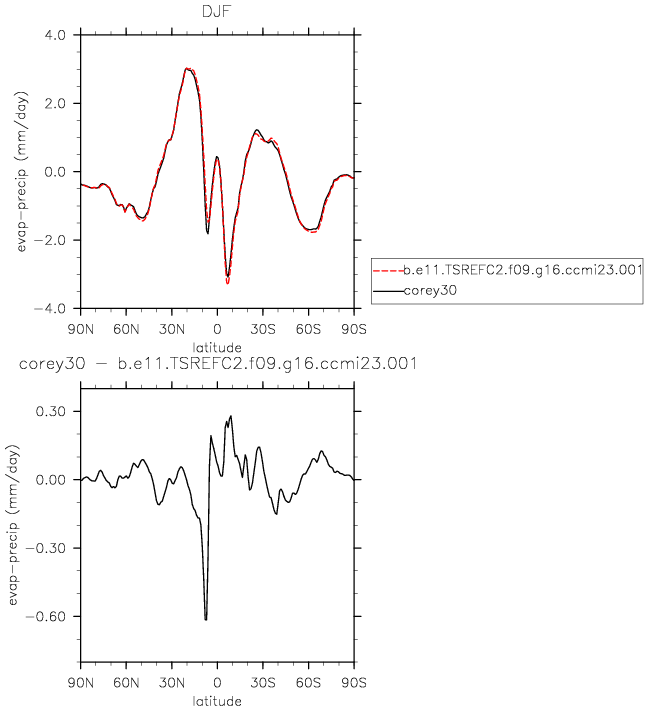 DJF
4.0
2.0
0.0
−2.0
−4.0
evap−precip (mm/day)
90N 60N 30N 0 30S 60S 90S
latitude
b.e11.TSREFC2.f09.g16.ccmi23.001
corey30
corey30 − b.e11.TSREFC2.f09.g16.ccmi23.001
0.30
0.00
−0.30
−0.60
evap−precip (mm/day)
90N 60N 30N 0 30S 60S 90S
latitude